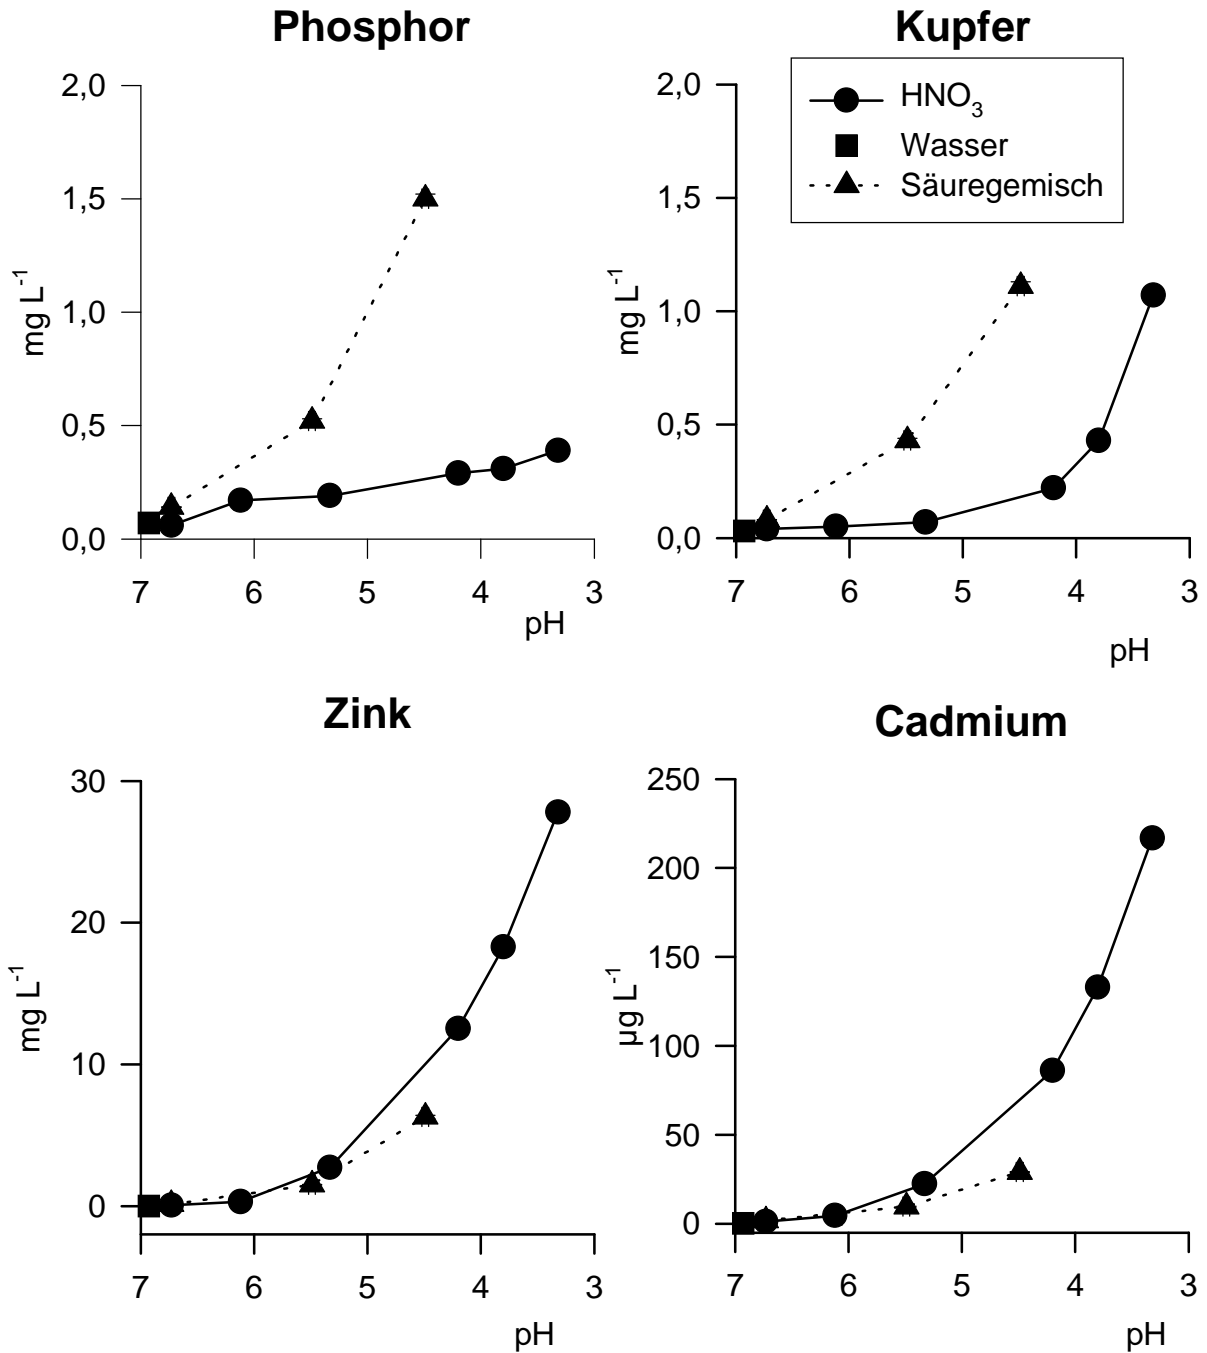 Phosphor
2,0
1,5
1,0
0,5
0,0
mg L⁻¹
7 6 5 4 3
pH
Kupfer
HNO₃
Wasser
Säuregemisch
2,0
1,5
1,0
0,5
0,0
mg L⁻¹
7 6 5 4 3
pH
Zink
30
20
10
0
mg L⁻¹
7 6 5 4 3
pH
Cadmium
250
200
150
100
50
0
µg L⁻¹
7 6 5 4 3
pH